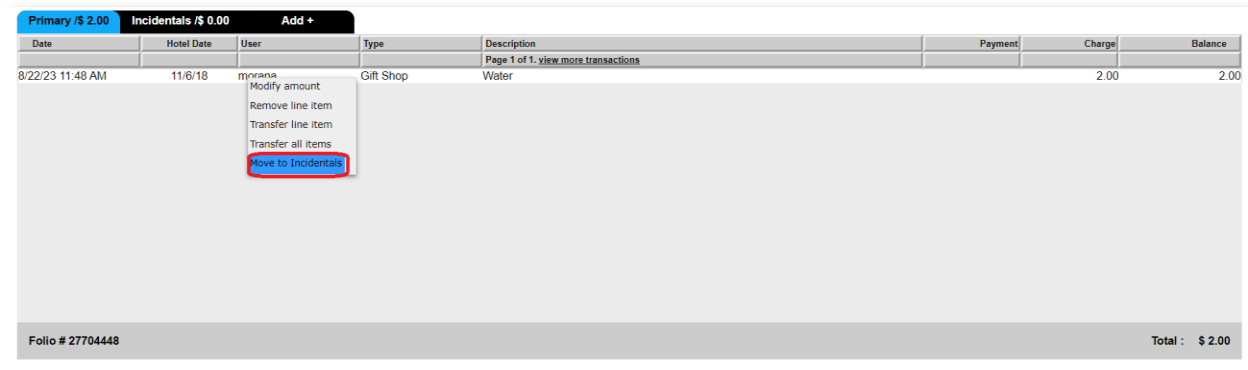 Primary /$ 2.00 Incidentals /$ 0.00 Add +
Date Hotel Date User Type Description Payment Charge Balance
Page 1 of 1. view more transactions
8/22/23 11:48 AM 11/6/18 morana Gift Shop Water 2.00 2.00
Modify amount
Remove line item
Transfer line item
Transfer all items
Move to Incidentals
Folio # 27704448 Total : $ 2.00